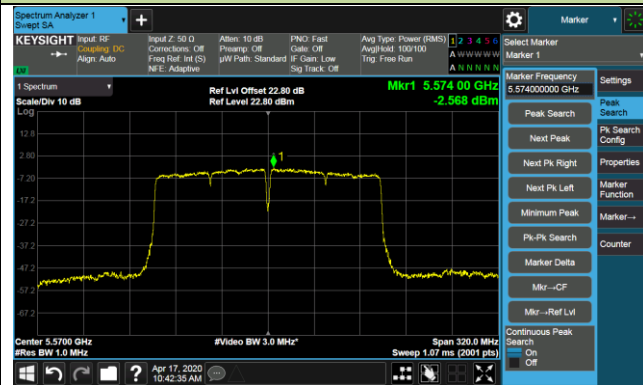 Spectrum Analyzer 1
Swept SA
+
Marker
KEYSIGHT
Input: RF
Coupling: DC
Align: Auto
Input Z: 50 Ω
Corrections: Off
Freq Ref: Int (S)
NFE: Adaptive
Atten: 10 dB
Preamp: Off
µW Path: Standard
PNO: Fast
Gate: Off
IF Gain: Low
Sig Track: Off
Avg Type: Power (RMS)
Avg|Hold: 100/100
Trig: Free Run
1 2 3 4 5 6
A W W W W W
A N N N N N
Select Marker
Marker 1
1 Spectrum
Scale/Div 10 dB
Ref Lvl Offset 22.80 dB
Ref Level 22.80 dBm
Mkr1 5.574 00 GHz
-2.568 dBm
Log
12.8
2.80
-7.20
-17.2
-27.2
-37.2
-47.2
-57.2
-67.2
1
Center 5.5700 GHz
#Res BW 1.0 MHz
#Video BW 3.0 MHz*
Span 320.0 MHz
Sweep 1.07 ms (2001 pts)
Marker Frequency
5.574000000 GHz
Peak Search
Next Peak
Next Pk Right
Next Pk Left
Minimum Peak
Pk-Pk Search
Marker Delta
Mkr→CF
Mkr→Ref Lvl
Continuous Peak
Search
On
Off
Settings
Peak
Search
Pk Search
Config
Properties
Marker
Function
Marker→
Counter
?
Apr 17, 2020
10:42:35 AM